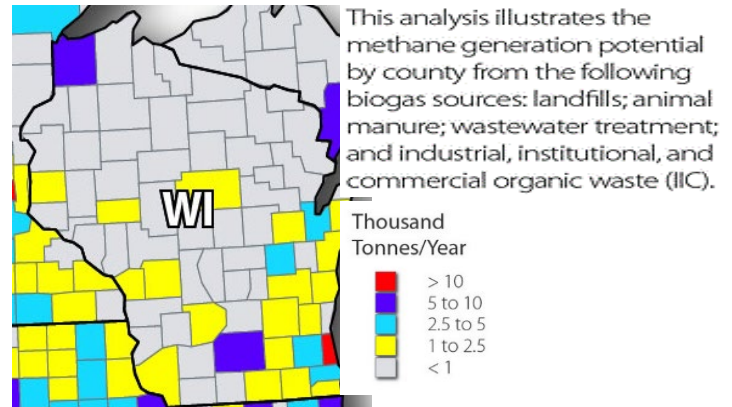 This analysis illustrates the
methane generation potential
by county from the following
biogas sources: landfills; animal
manure; wastewater treatment;
and industrial, institutional, and
commercial organic waste (IIC).
WI
Thousand
Tonnes/Year
> 10
5 to 10
2.5 to 5
1 to 2.5
< 1